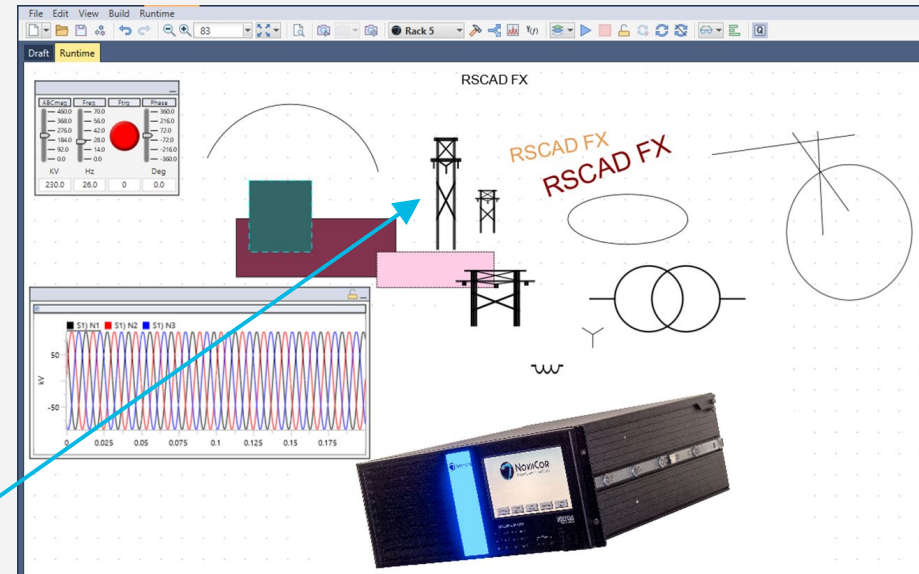 File Edit View Build Runtime
83
Rack 5
Y(f)
Q
Draft Runtime
RSCAD FX
ABCmag Freq Ftrig Phase
460.0 70.0 360.0
368.0 56.0 216.0
276.0 42.0 72.0
184.0 28.0 -72.0
92.0 14.0 -216.0
0.0 0.0 -360.0
KV Hz Deg
230.0 26.0 0 0.0
RSCAD FX
RSCAD FX
S1) N1 S1) N2 S1) N3
50
kV
-50
0 0.025 0.05 0.075 0.1 0.125 0.15 0.175
NOVACOR